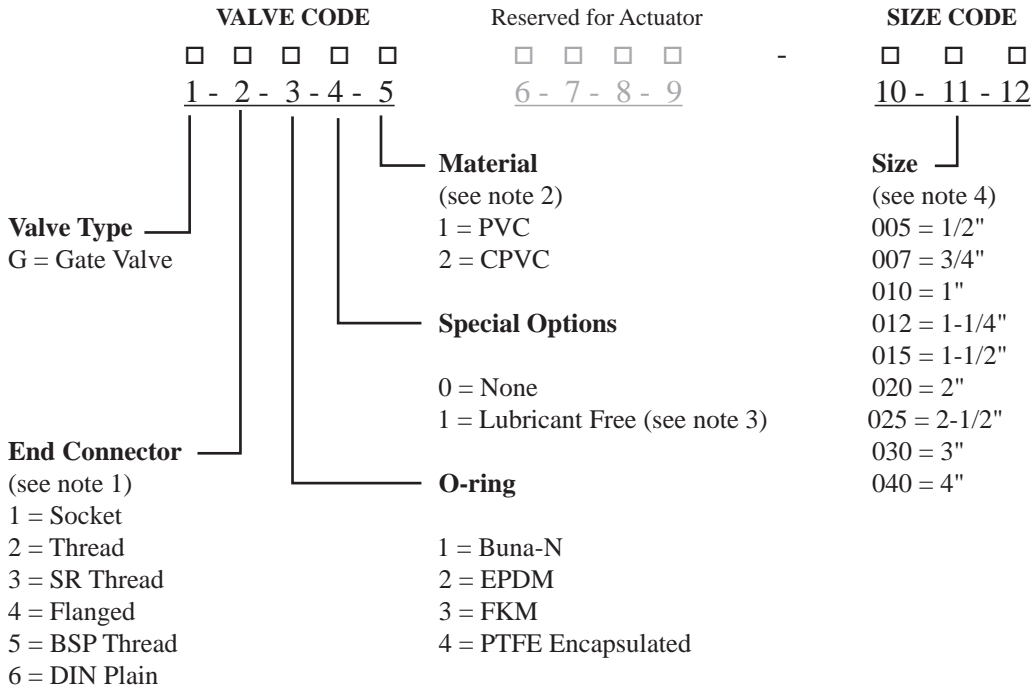 VALVE CODE Reserved for Actuator SIZE CODE
-
1 - 2 - 3 - 4 - 5 6 - 7 - 8 - 9 10 - 11 - 12
Valve Type
G = Gate Valve
End Connector
(see note 1)
1 = Socket
2 = Thread
3 = SR Thread
4 = Flanged
5 = BSP Thread
6 = DIN Plain
Material
(see note 2)
1 = PVC
2 = CPVC
Special Options
0 = None
1 = Lubricant Free (see note 3)
O-ring
1 = Buna-N
2 = EPDM
3 = FKM
4 = PTFE Encapsulated
Size
(see note 4)
005 = 1/2"
007 = 3/4"
010 = 1"
012 = 1-1/4"
015 = 1-1/2"
020 = 2"
025 = 2-1/2"
030 = 3"
040 = 4"